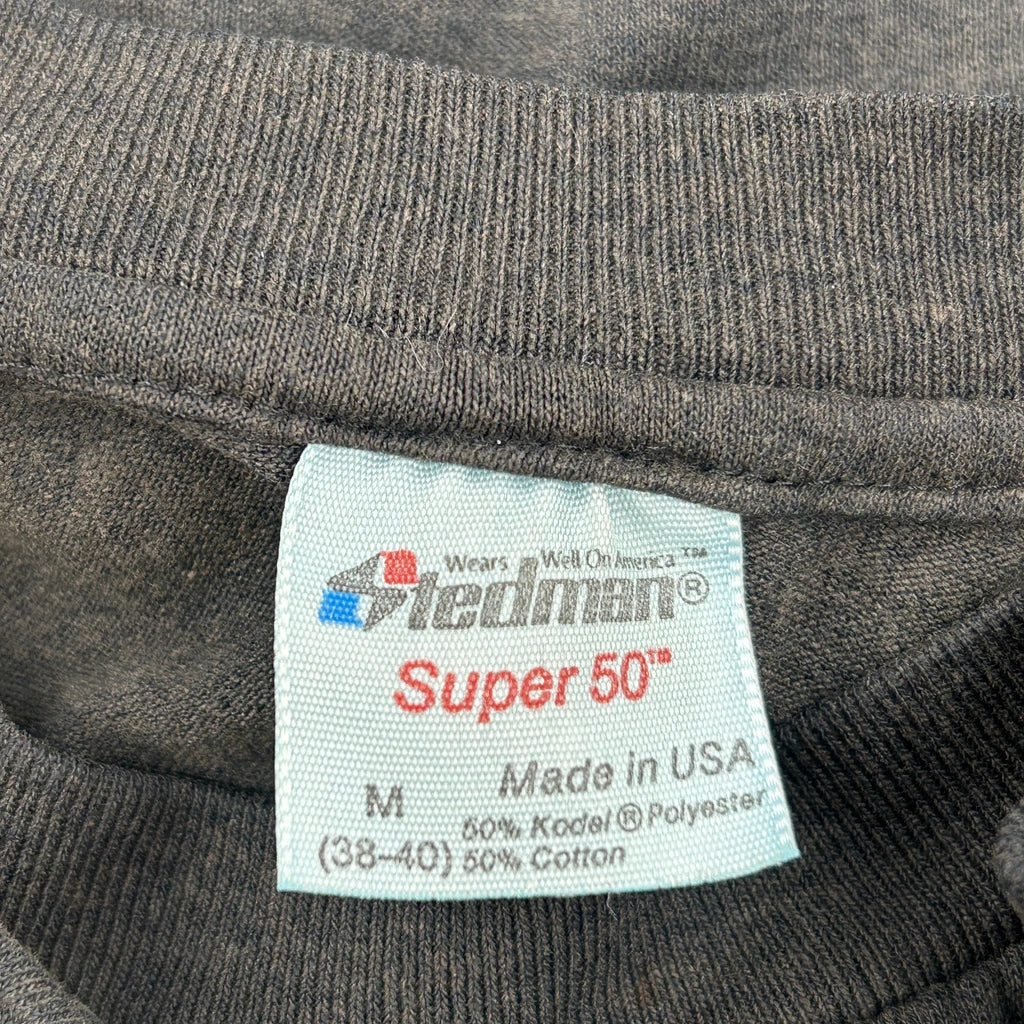 Wears Well On America™
Stedman®
Super 50™
Made in USA
M
50% Kodel® Polyester
(38-40) 50% Cotton